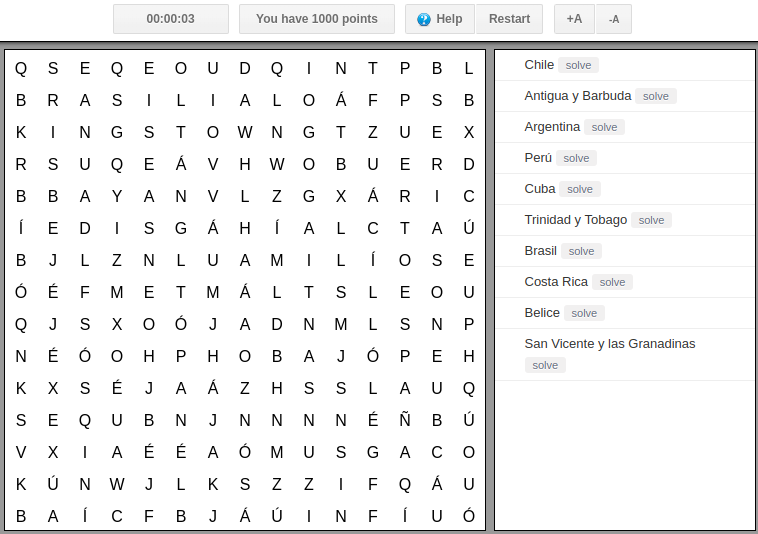 00:00:03 You have 1000 points Help Restart +A -A
Q S E Q E O U D Q I N T P B L
B R A S I L I A L O Á F P S B
K I N G S T O W N G T Z U E X
R S U Q E Á V H W O B U E R D
B B A Y A N V L Z G X Á R I C
Í E D I S G Á H Í A L C T A Ú
B J L Z N L U A M I L Í O S E
Ó É F M E T M Á L T S L E O U
Q J S X O Ó J A D N M L S N P
N É Ó O H P H O B A J Ó P E H
K X S É J A Á Z H S S L A U Q
S E Q U B N J N N N N É Ñ B Ú
V X I A É É A Ó M U S G A C O
K Ú N W J L K S Z Z I F Q Á U
B A Í C F B J Á Ú I N F Í U Ó
Chile solve
Antigua y Barbuda solve
Argentina solve
Perú solve
Cuba solve
Trinidad y Tobago solve
Brasil solve
Costa Rica solve
Belice solve
San Vicente y las Granadinas
solve